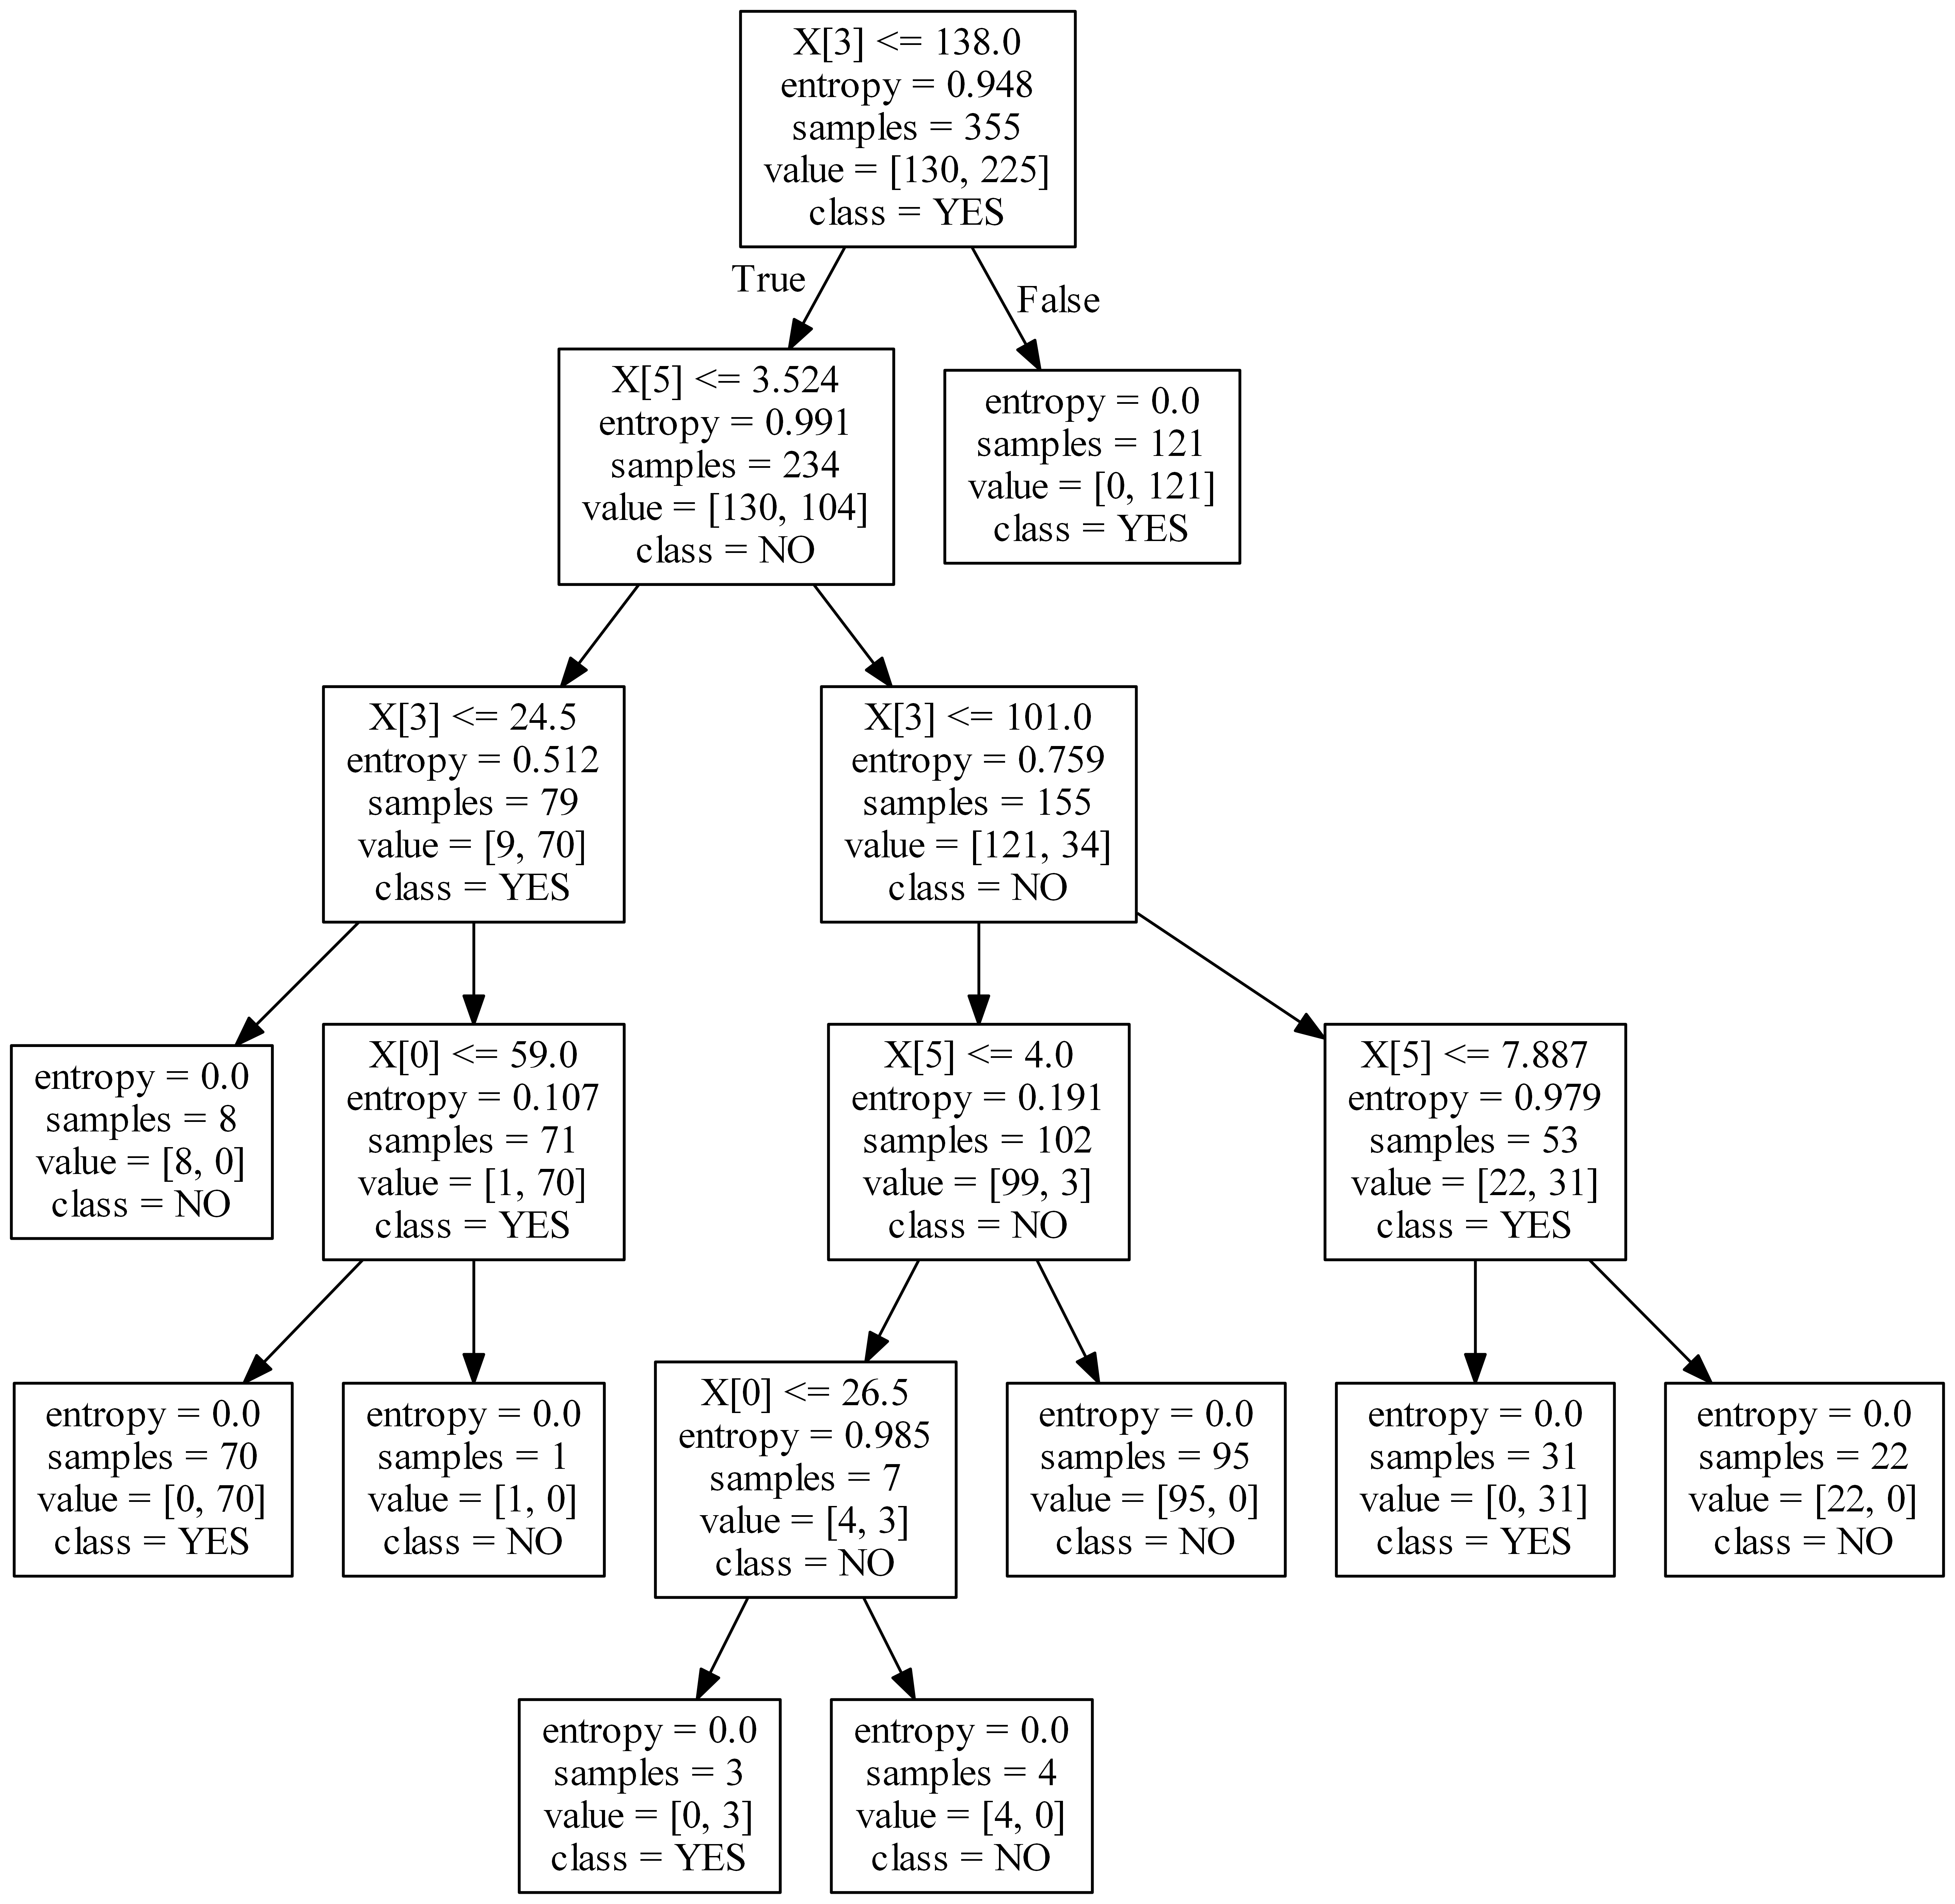 X[3] <= 138.0
entropy = 0.948
samples = 355
value = [130, 225]
class = YES
True
False
X[5] <= 3.524
entropy = 0.991
samples = 234
value = [130, 104]
class = NO
entropy = 0.0
samples = 121
value = [0, 121]
class = YES
X[3] <= 24.5
entropy = 0.512
samples = 79
value = [9, 70]
class = YES
X[3] <= 101.0
entropy = 0.759
samples = 155
value = [121, 34]
class = NO
entropy = 0.0
samples = 8
value = [8, 0]
class = NO
X[0] <= 59.0
entropy = 0.107
samples = 71
value = [1, 70]
class = YES
X[5] <= 4.0
entropy = 0.191
samples = 102
value = [99, 3]
class = NO
X[5] <= 7.887
entropy = 0.979
samples = 53
value = [22, 31]
class = YES
entropy = 0.0
samples = 70
value = [0, 70]
class = YES
entropy = 0.0
samples = 1
value = [1, 0]
class = NO
X[0] <= 26.5
entropy = 0.985
samples = 7
value = [4, 3]
class = NO
entropy = 0.0
samples = 95
value = [95, 0]
class = NO
entropy = 0.0
samples = 31
value = [0, 31]
class = YES
entropy = 0.0
samples = 22
value = [22, 0]
class = NO
entropy = 0.0
samples = 3
value = [0, 3]
class = YES
entropy = 0.0
samples = 4
value = [4, 0]
class = NO